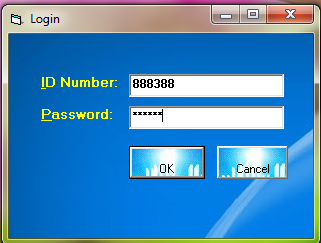 Login
ID Number: 888388
Password: ******
OK Cancel